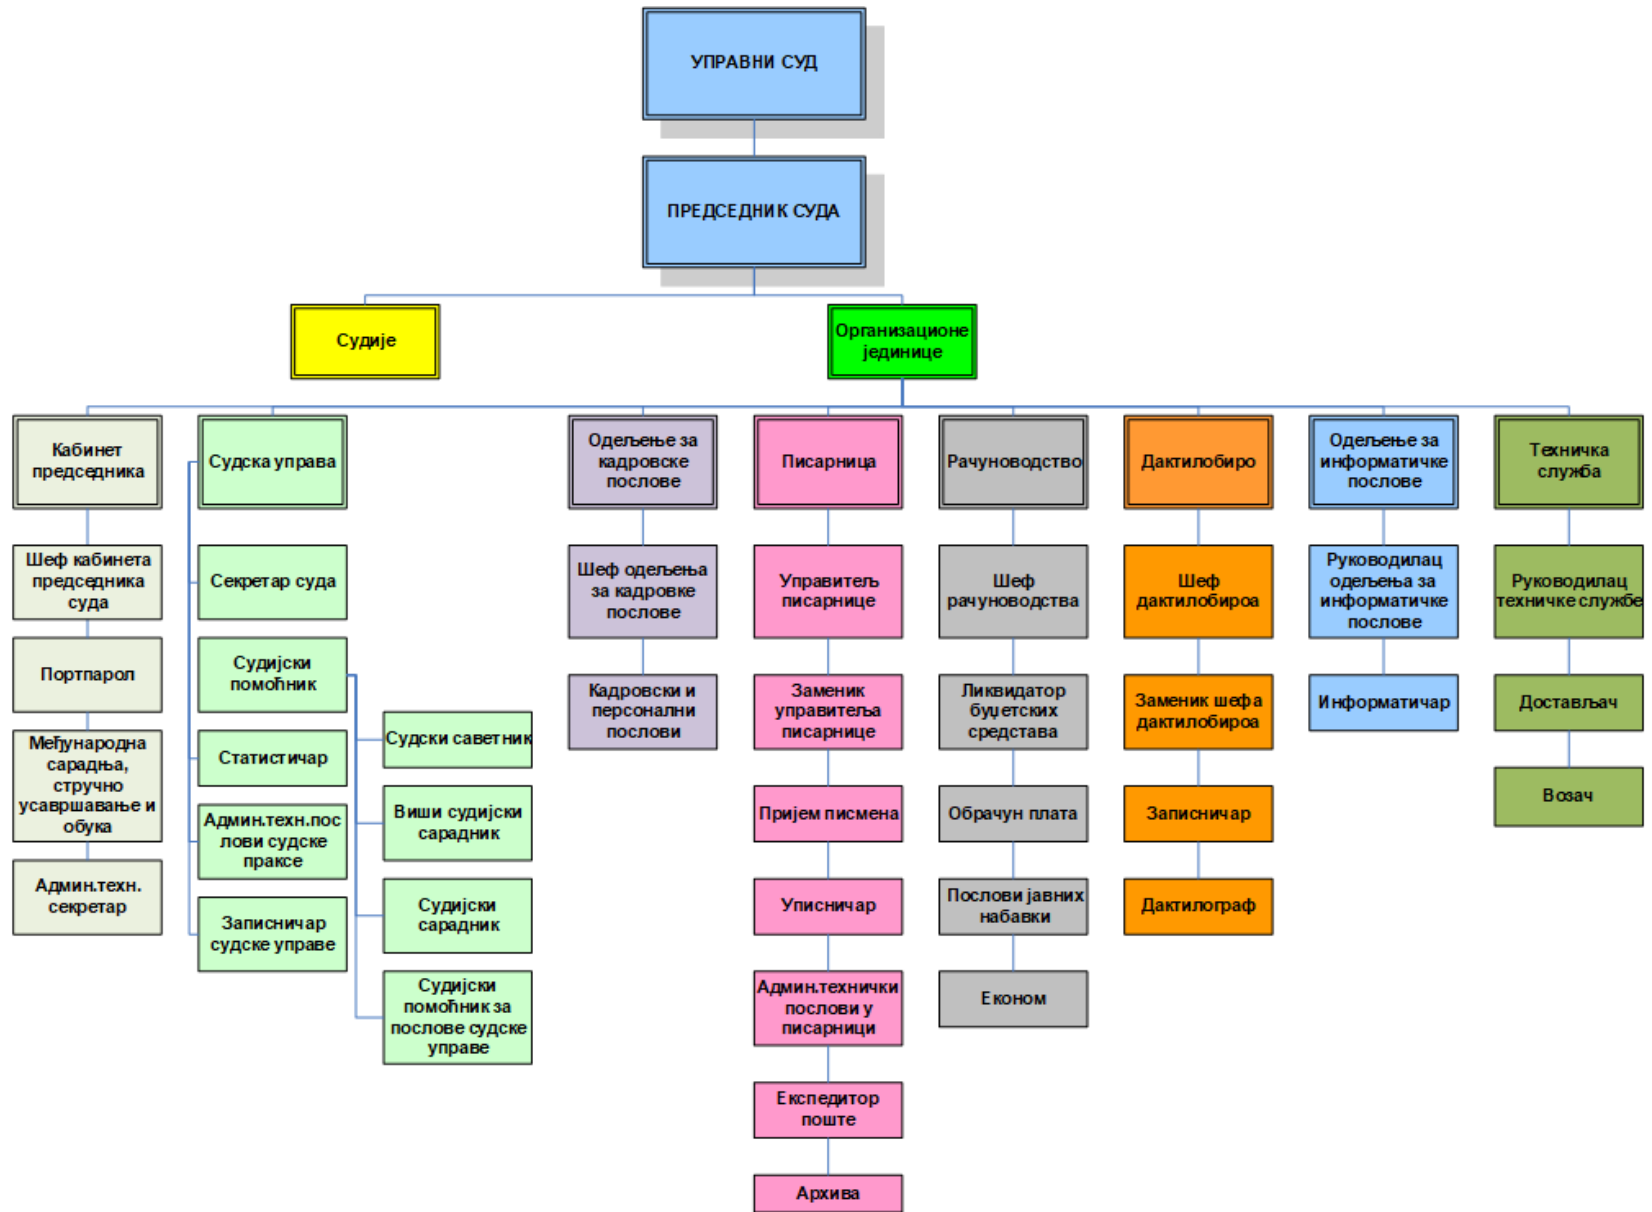 УПРАВНИ СУД
ПРЕДСЕДНИК СУДА
Судије
Организационе
јединице
Кабинет
председника
Шеф кабинета
председника
суда
Портпарол
Међународна
сарадња,
стручно
усавршавање и
обука
Админ.техн.
секретар
Судска управа
Секретар суда
Судијски
помоћник
Статистичар
Админ.техн.пос
лови судске
праксе
Записничар
судске управе
Судски саветник
Виши судијски
сарадник
Судијски
сарадник
Судијски
помоћник за
послове судске
управе
Одељење за
кадровске
послове
Шеф одељења
за кадровке
послове
Кадровски и
персонални
послови
Писарница
Управитељ
писарнице
Заменик
управитеља
писарнице
Пријем писмена
Уписничар
Админ.технички
послови у
писарници
Експедитор
поште
Архива
Рачуноводство
Шеф
рачуноводства
Ликвидатор
буџетских
средстава
Обрачун плата
Послови јавних
набавки
Економ
Дактилобиро
Шеф
дактилобироа
Заменик шефа
дактилобироа
Записничар
Дактилограф
Одељење за
информатичке
послове
Руководилац
одељења за
информатичке
послове
Информатичар
Техничка
служба
Руководилац
техничке службе
Достављач
Возач